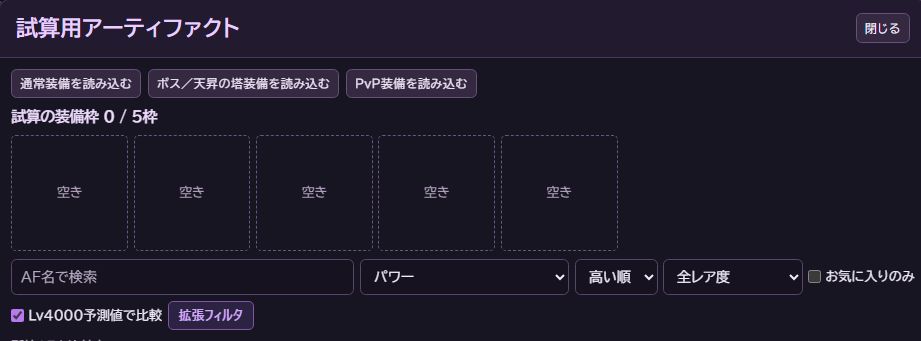 試算用アーティファクト 閉じる
通常装備を読み込む ボス／天昇の塔装備を読み込む PvP装備を読み込む
試算の装備枠 0 / 5枠
空き 空き 空き 空き 空き
AF名で検索 パワー 高い順 全レア度 お気に入りのみ
Lv4000予測値で比較 拡張フィルタ